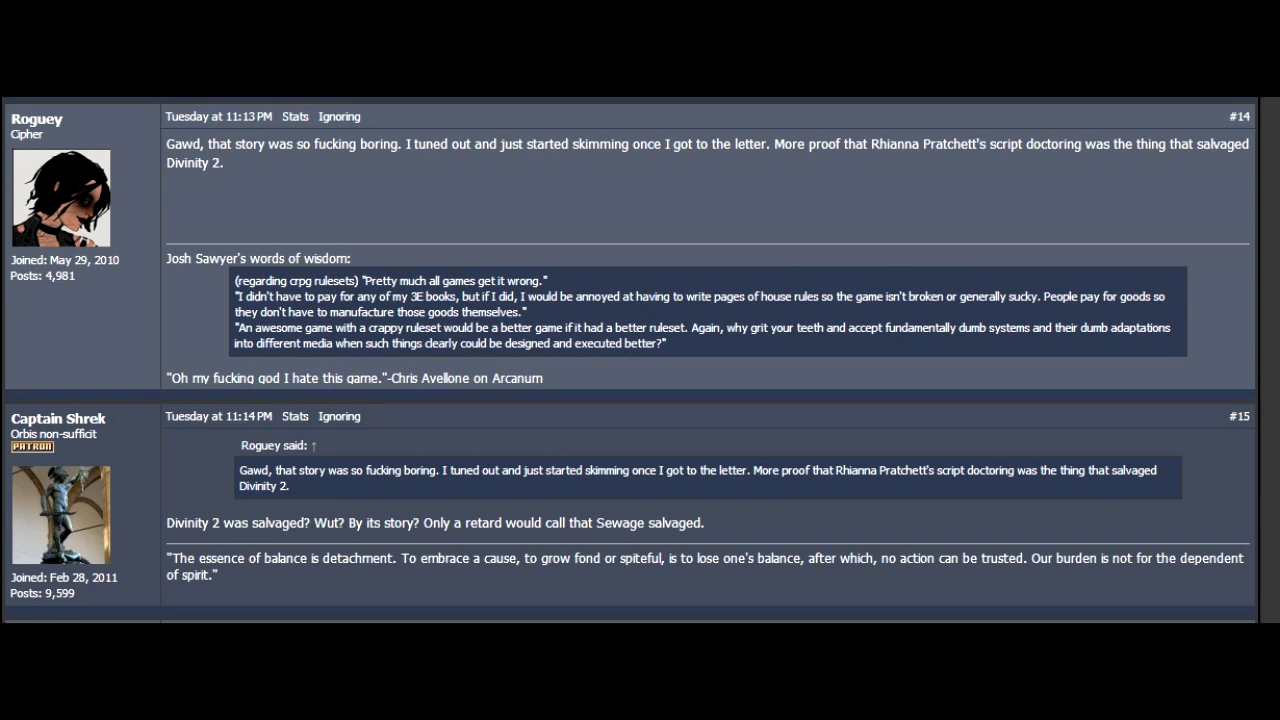 Roguey
Cipher
Joined: May 29, 2010
Posts: 4,981
Tuesday at 11:13 PM Stats Ignoring
#14
Gawd, that story was so fucking boring. I tuned out and just started skimming once I got to the letter. More proof that Rhianna Pratchett's script doctoring was the thing that salvaged
Divinity 2.
Josh Sawyer's words of wisdom:
(regarding crpg rulesets) "Pretty much all games get it wrong."
"I didn't have to pay for any of my 3E books, but if I did, I would be annoyed at having to write pages of house rules so the game isn't broken or generally sucky. People pay for goods so
they don't have to manufacture those goods themselves."
"An awesome game with a crappy ruleset would be a better game if it had a better ruleset. Again, why grit your teeth and accept fundamentally dumb systems and their dumb adaptations
into different media when such things clearly could be designed and executed better?"
"Oh my fucking god I hate this game."-Chris Avellone on Arcanum
Captain Shrek
Orbis non-sufficit
PATRON
Joined: Feb 28, 2011
Posts: 9,599
Tuesday at 11:14 PM Stats Ignoring
#15
Roguey said: ↑
Gawd, that story was so fucking boring. I tuned out and just started skimming once I got to the letter. More proof that Rhianna Pratchett's script doctoring was the thing that salvaged
Divinity 2.
Divinity 2 was salvaged? Wut? By its story? Only a retard would call that Sewage salvaged.
"The essence of balance is detachment. To embrace a cause, to grow fond or spiteful, is to lose one's balance, after which, no action can be trusted. Our burden is not for the dependent
of spirit."